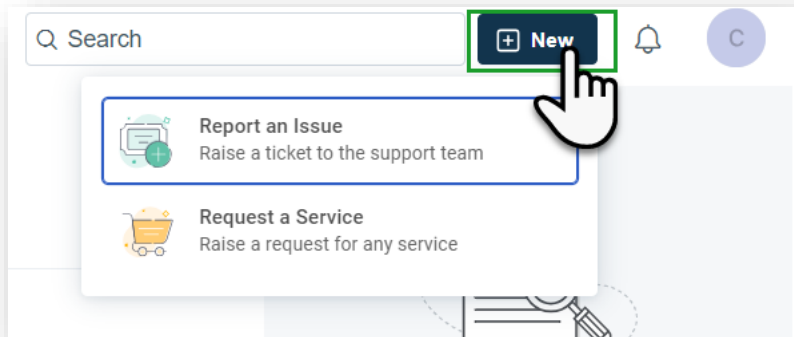 Search
New
C
Report an Issue
Raise a ticket to the support team
Request a Service
Raise a request for any service